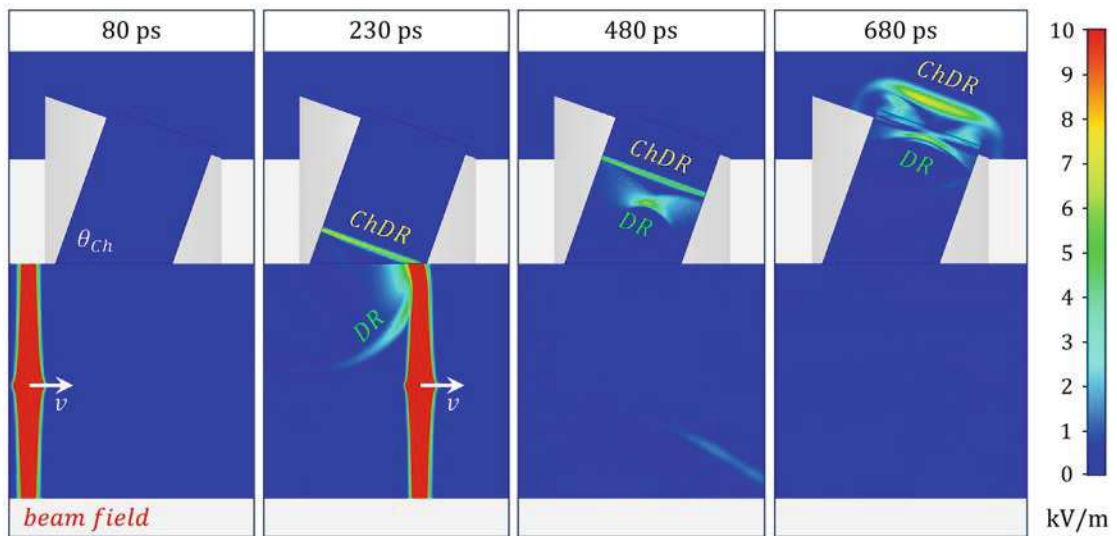 80 ps
230 ps
480 ps
680 ps
θCh
v
beam field
ChDR
DR
v
ChDR
DR
ChDR
DR
10
9
8
7
6
5
4
3
2
1
0
kV/m